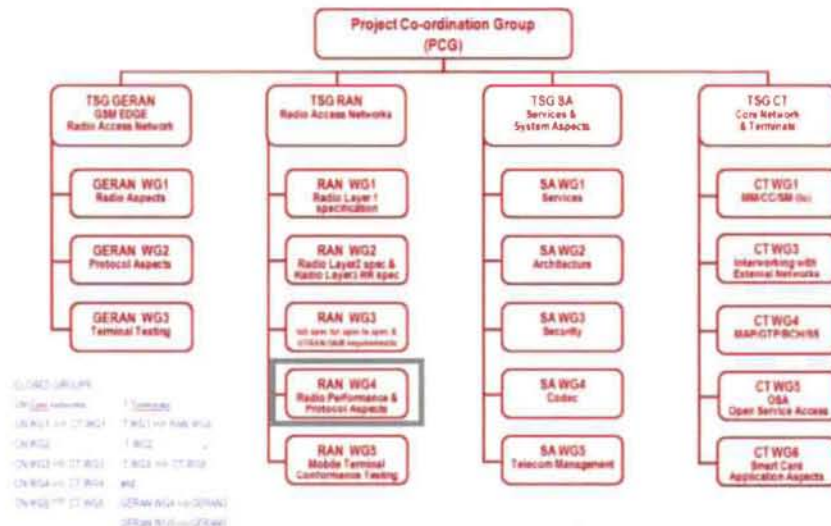 Project Co-ordination Group
(PCG)
TSG GERAN
GSM EDGE
Radio Access Network
TSG RAN
Radio Access Networks
TSG SA
Services &
System Aspects
TSG CT
Core Network
& Terminals
GERAN WG1
Radio Aspects
GERAN WG2
Protocol Aspects
GERAN WG3
Terminal Testing
RAN WG1
Radio Layer 1
specification
RAN WG2
Radio Layer2 spec &
Radio Layer3 RR spec
RAN WG3
RAN WG4
Radio Performance &
Protocol Aspects
RAN WG5
Mobile Terminal
Conformance Testing
SA WG1
Services
SA WG2
Architecture
SA WG3
Security
SA WG4
Codec
SA WG5
Telecom Management
CT WG1
MM/CC/SM (Iu)
CT WG3
Interworking with
External Networks
CT WG4
MAP/GTP/BCH/SS
CT WG5
OSA
Open Service Access
CT WG6
Smart Card
Application Aspects
CLOSED GROUPS